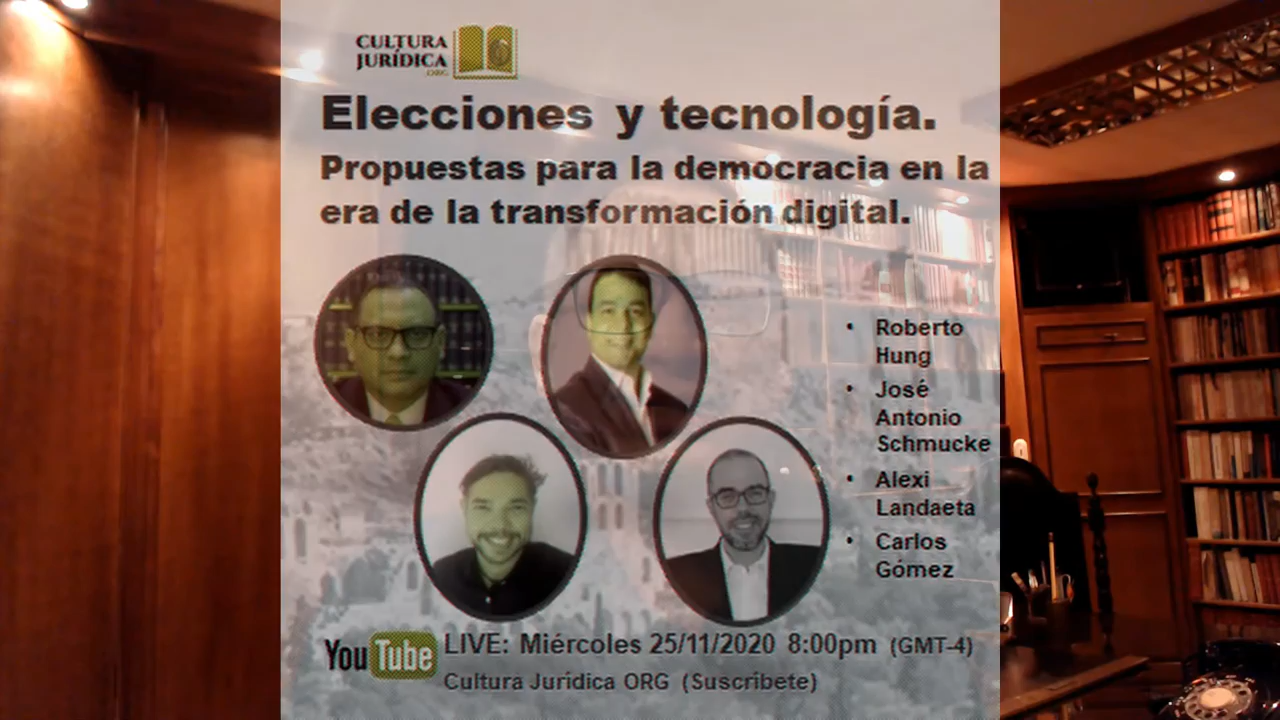 CULTURA
JURÍDICA
.ORG
Elecciones y tecnología.
Propuestas para la democracia en la
era de la transformación digital.
• Roberto
Hung
• José
Antonio
Schmucke
• Alexi
Landaeta
• Carlos
Gómez
YouTube LIVE: Miércoles 25/11/2020 8:00pm (GMT-4)
Cultura Jurídica ORG (Suscríbete)